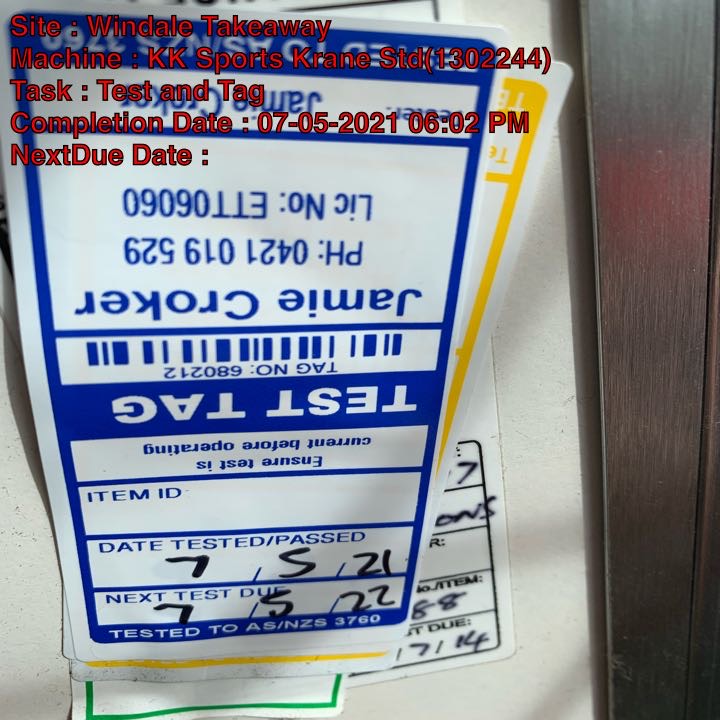 Site : Windale Takeaway
Machine : KK Sports Krane Std(1302244)
Task : Test and Tag
Completion Date : 07-05-2021 06:02 PM
NextDue Date :
Jamie Croker
Lic No: ETT06060
PH: 0421 019 529
Jamie Croker
TAG NO: 680212
TEST TAG
Ensure test is
current before operating
ITEM ID
DATE TESTED/PASSED
7 / 5 / 21
NEXT TEST DUE
7 / 5 / 22
TESTED TO AS/NZS 3760